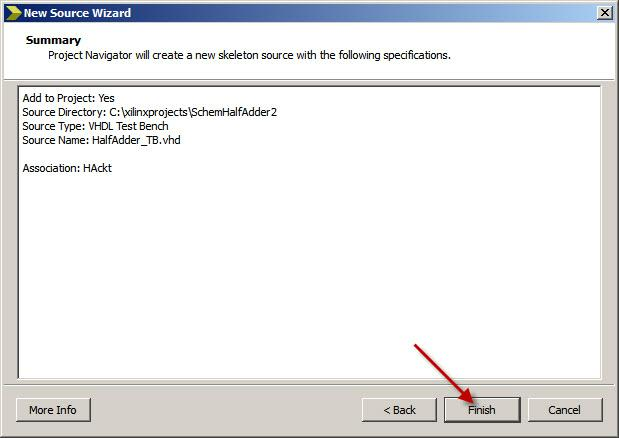 New Source Wizard
Summary
Project Navigator will create a new skeleton source with the following specifications.
Add to Project: Yes
Source Directory: C:\xilinxprojects\SchemHalfAdder2
Source Type: VHDL Test Bench
Source Name: HalfAdder_TB.vhd
Association: HAckt
More Info
< Back
Finish
Cancel